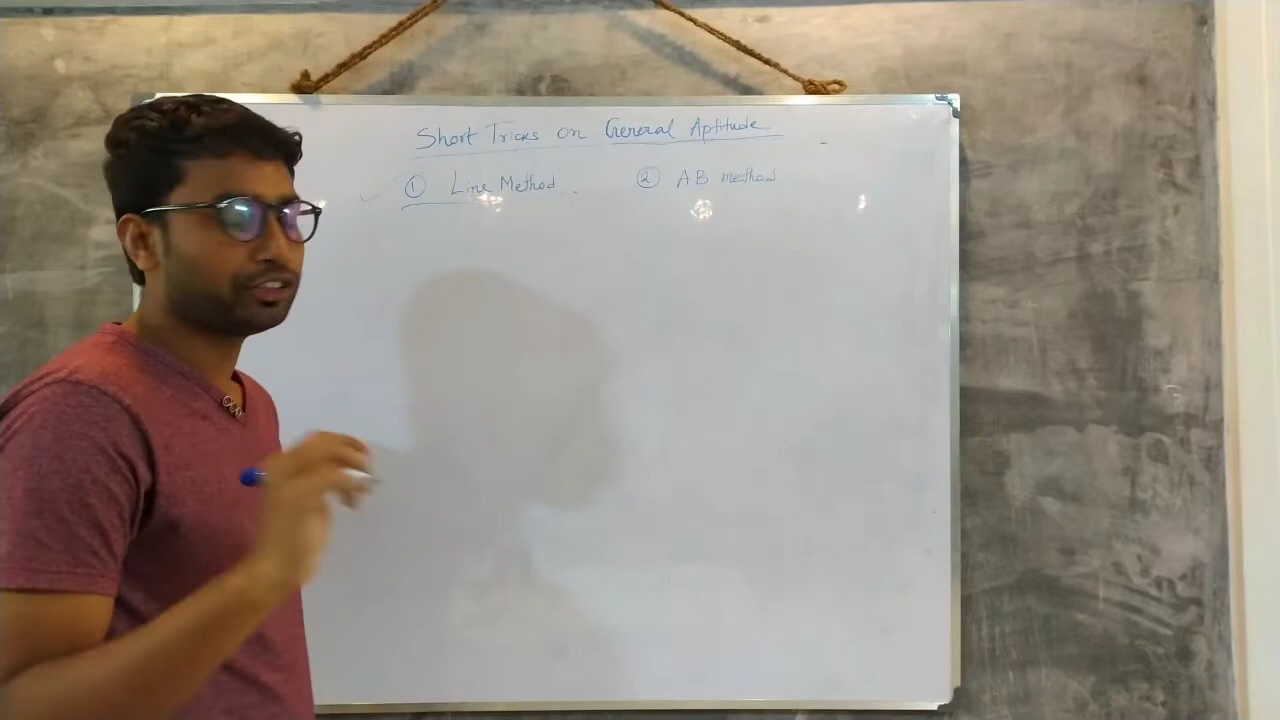 Short Tricks on General Aptitude
① Line Method ② AB method